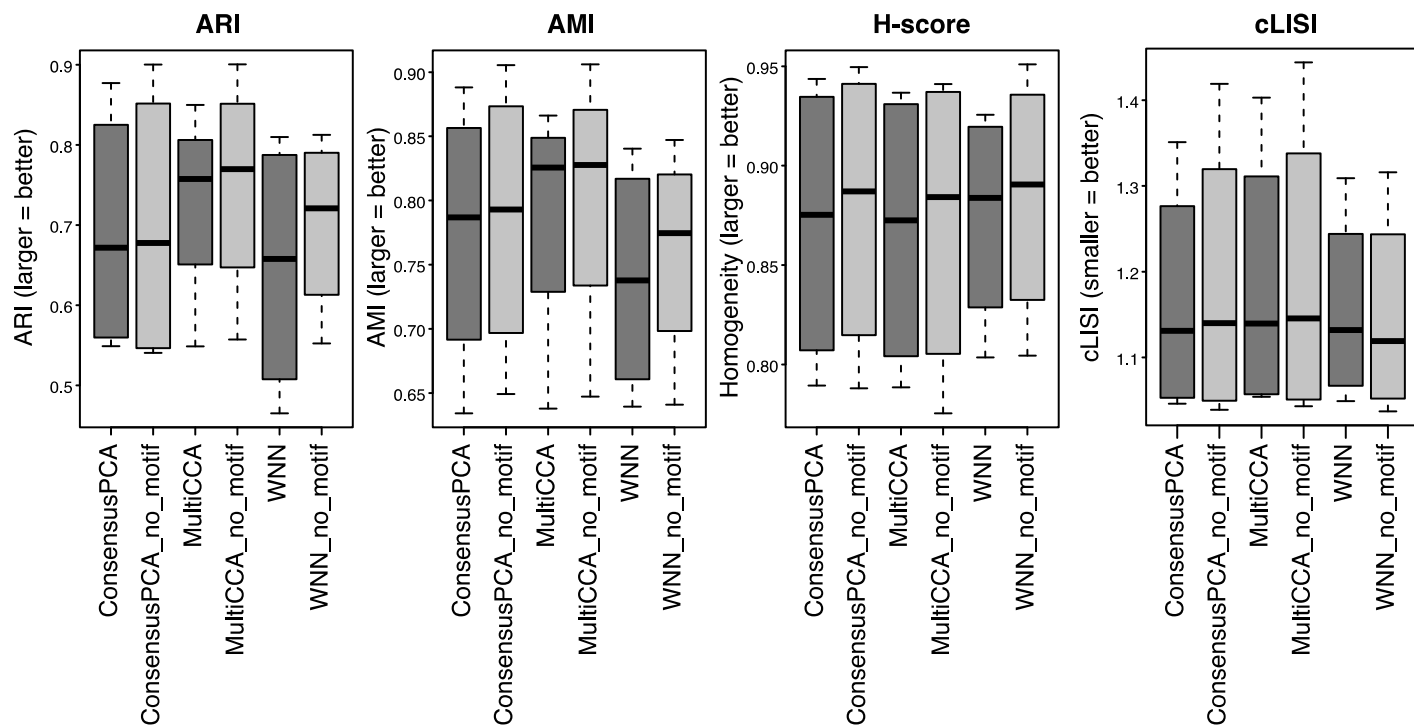 ARI
ARI (larger = better)
0.9
0.8
0.7
0.6
0.5
ConsensusPCA
ConsensusPCA_no_motif
MultiCCA
MultiCCA_no_motif
WNN
WNN_no_motif
AMI
AMI (larger = better)
0.90
0.85
0.80
0.75
0.70
0.65
ConsensusPCA
ConsensusPCA_no_motif
MultiCCA
MultiCCA_no_motif
WNN
WNN_no_motif
H-score
Homogeneity (larger = better)
0.95
0.90
0.85
0.80
ConsensusPCA
ConsensusPCA_no_motif
MultiCCA
MultiCCA_no_motif
WNN
WNN_no_motif
cLISI
cLISI (smaller = better)
1.4
1.3
1.2
1.1
ConsensusPCA
ConsensusPCA_no_motif
MultiCCA
MultiCCA_no_motif
WNN
WNN_no_motif